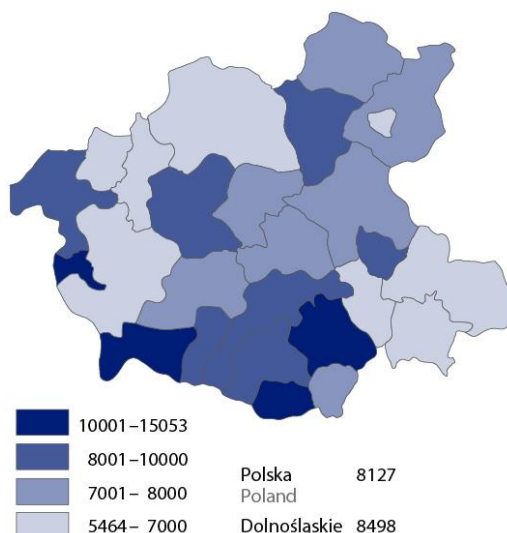 10001–15053
8001–10000
7001– 8000
5464– 7000
Polska 8127
Poland
Dolnośląskie 8498